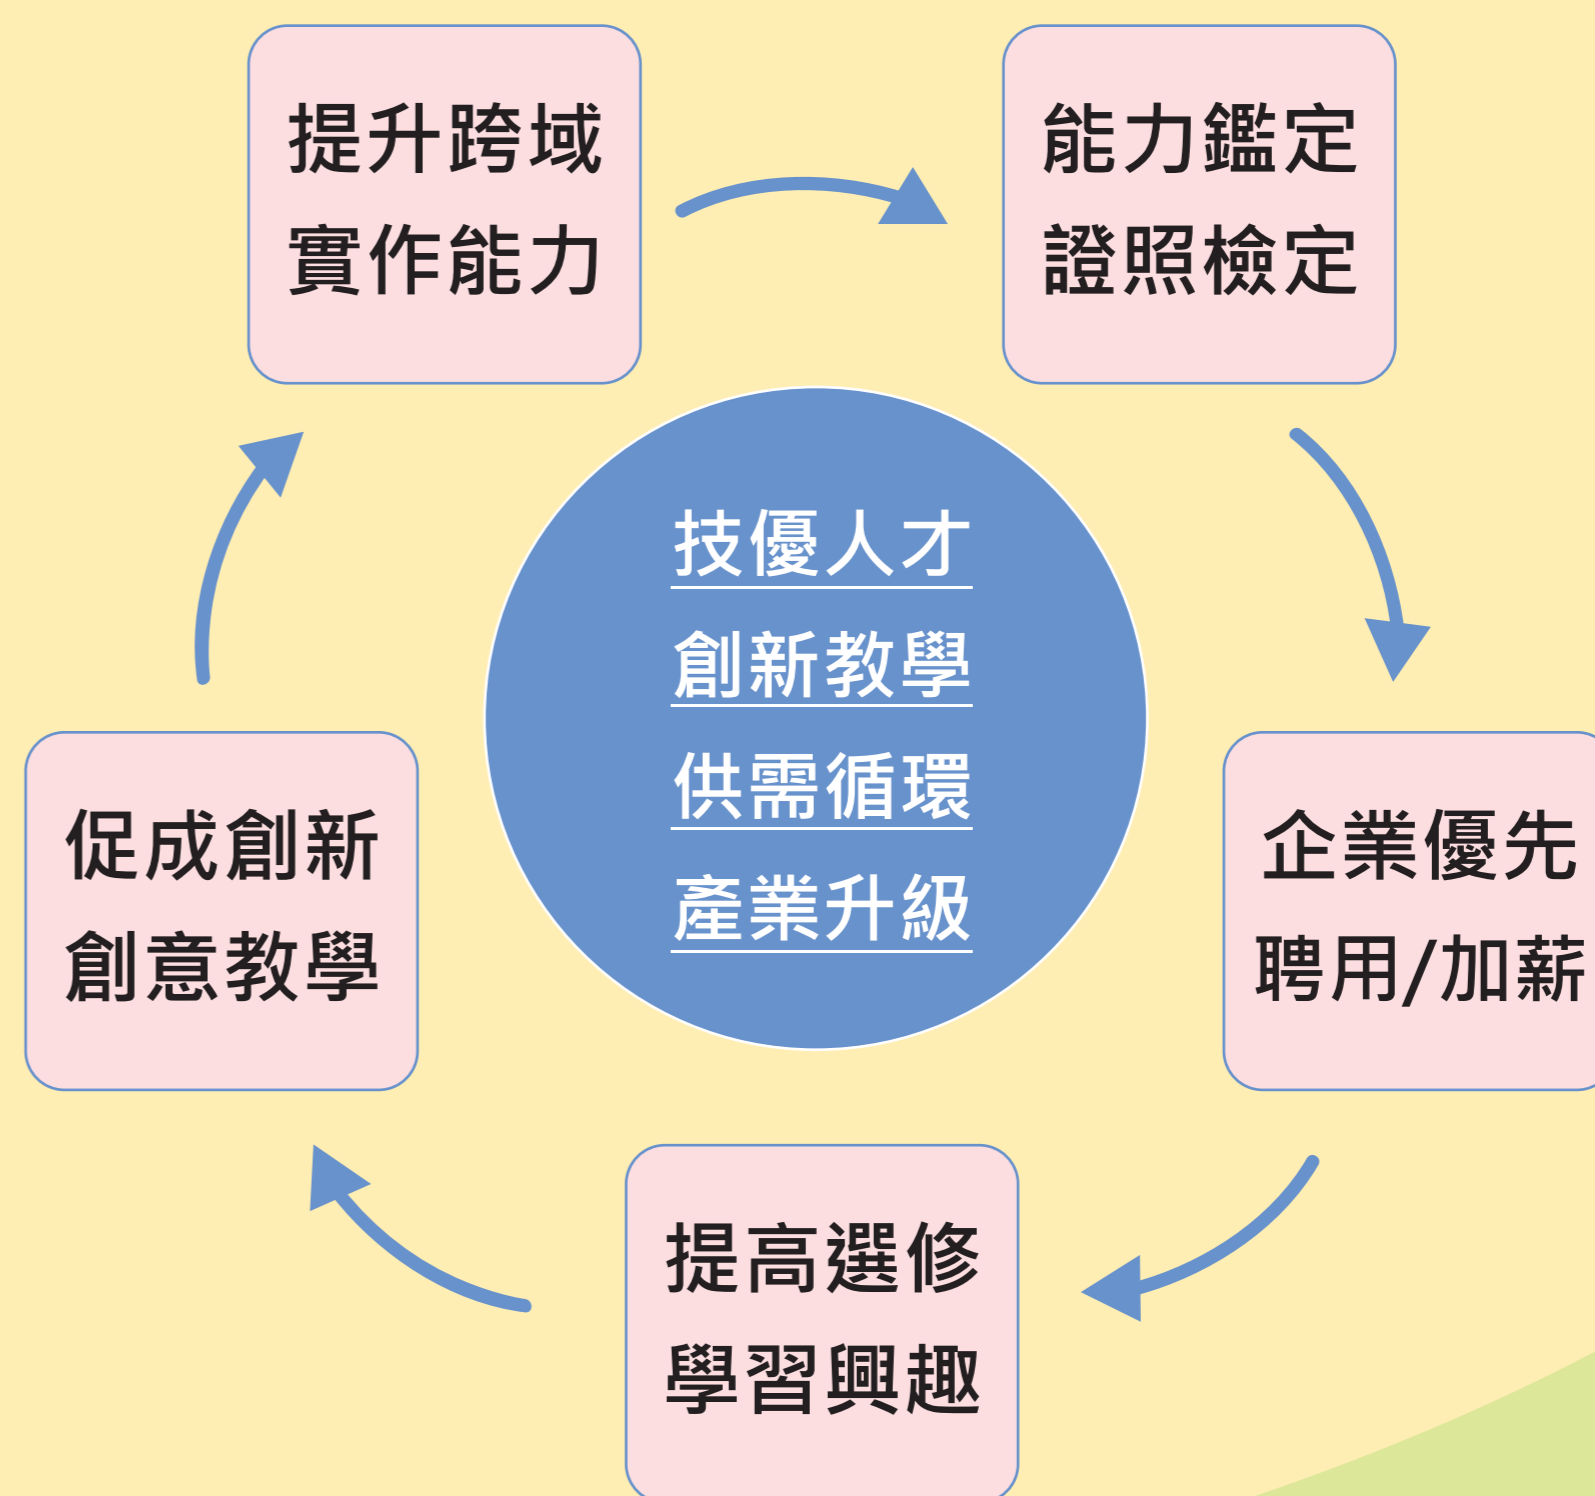 提升跨域
實作能力
能力鑑定
證照檢定
技優人才
創新教學
供需循環
產業升級
促成創新
創意教學
企業優先
聘用/加薪
提高選修
學習興趣